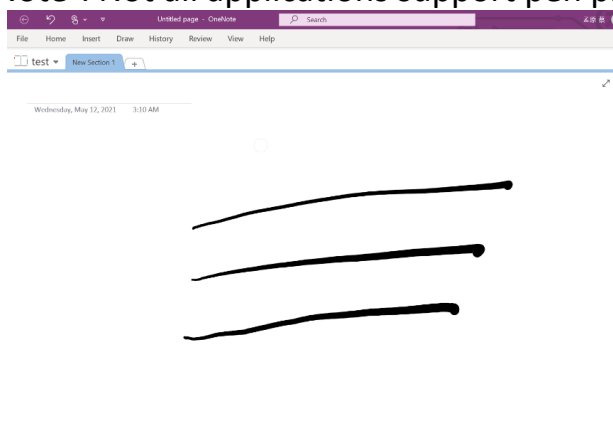 ote : Not all applications support pen p
Untitled page - OneNote
Search
File Home Insert Draw History Review View Help
test
New Section 1
+
Wednesday, May 12, 2021 3:10 AM